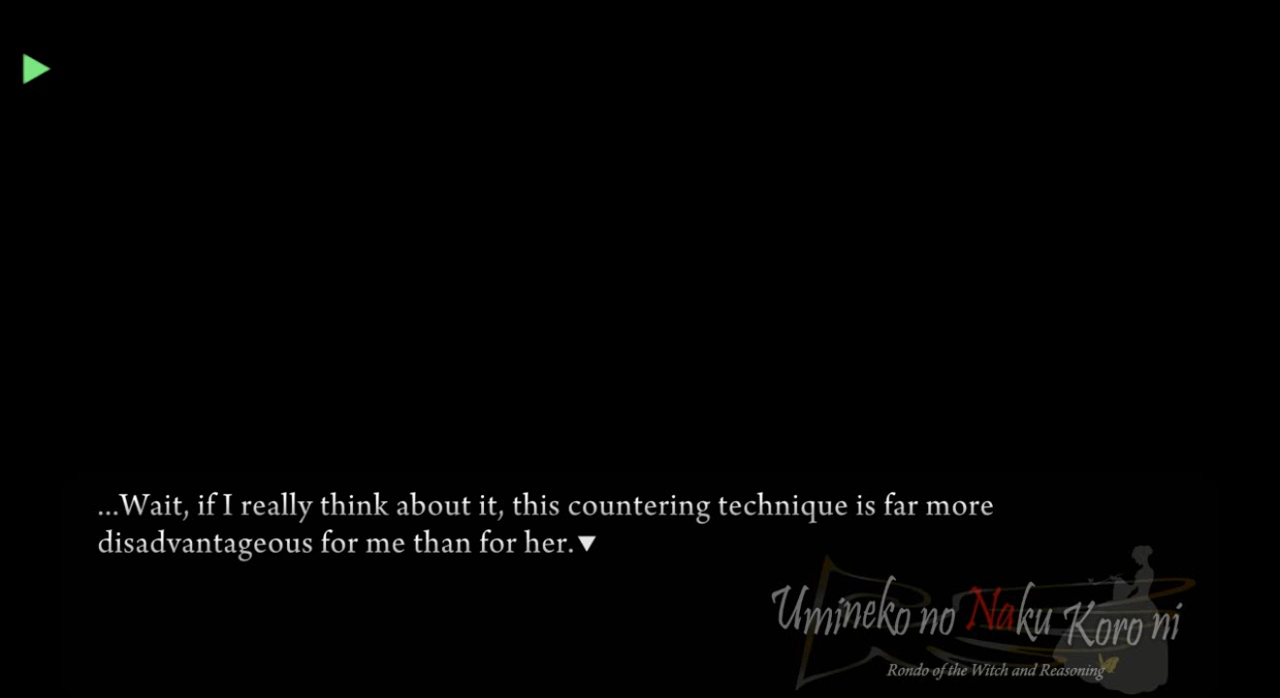 ...Wait, if I really think about it, this countering technique is far more
disadvantageous for me than for her.▼
Umineko no Naku Koro ni
Rondo of the Witch and Reasoning